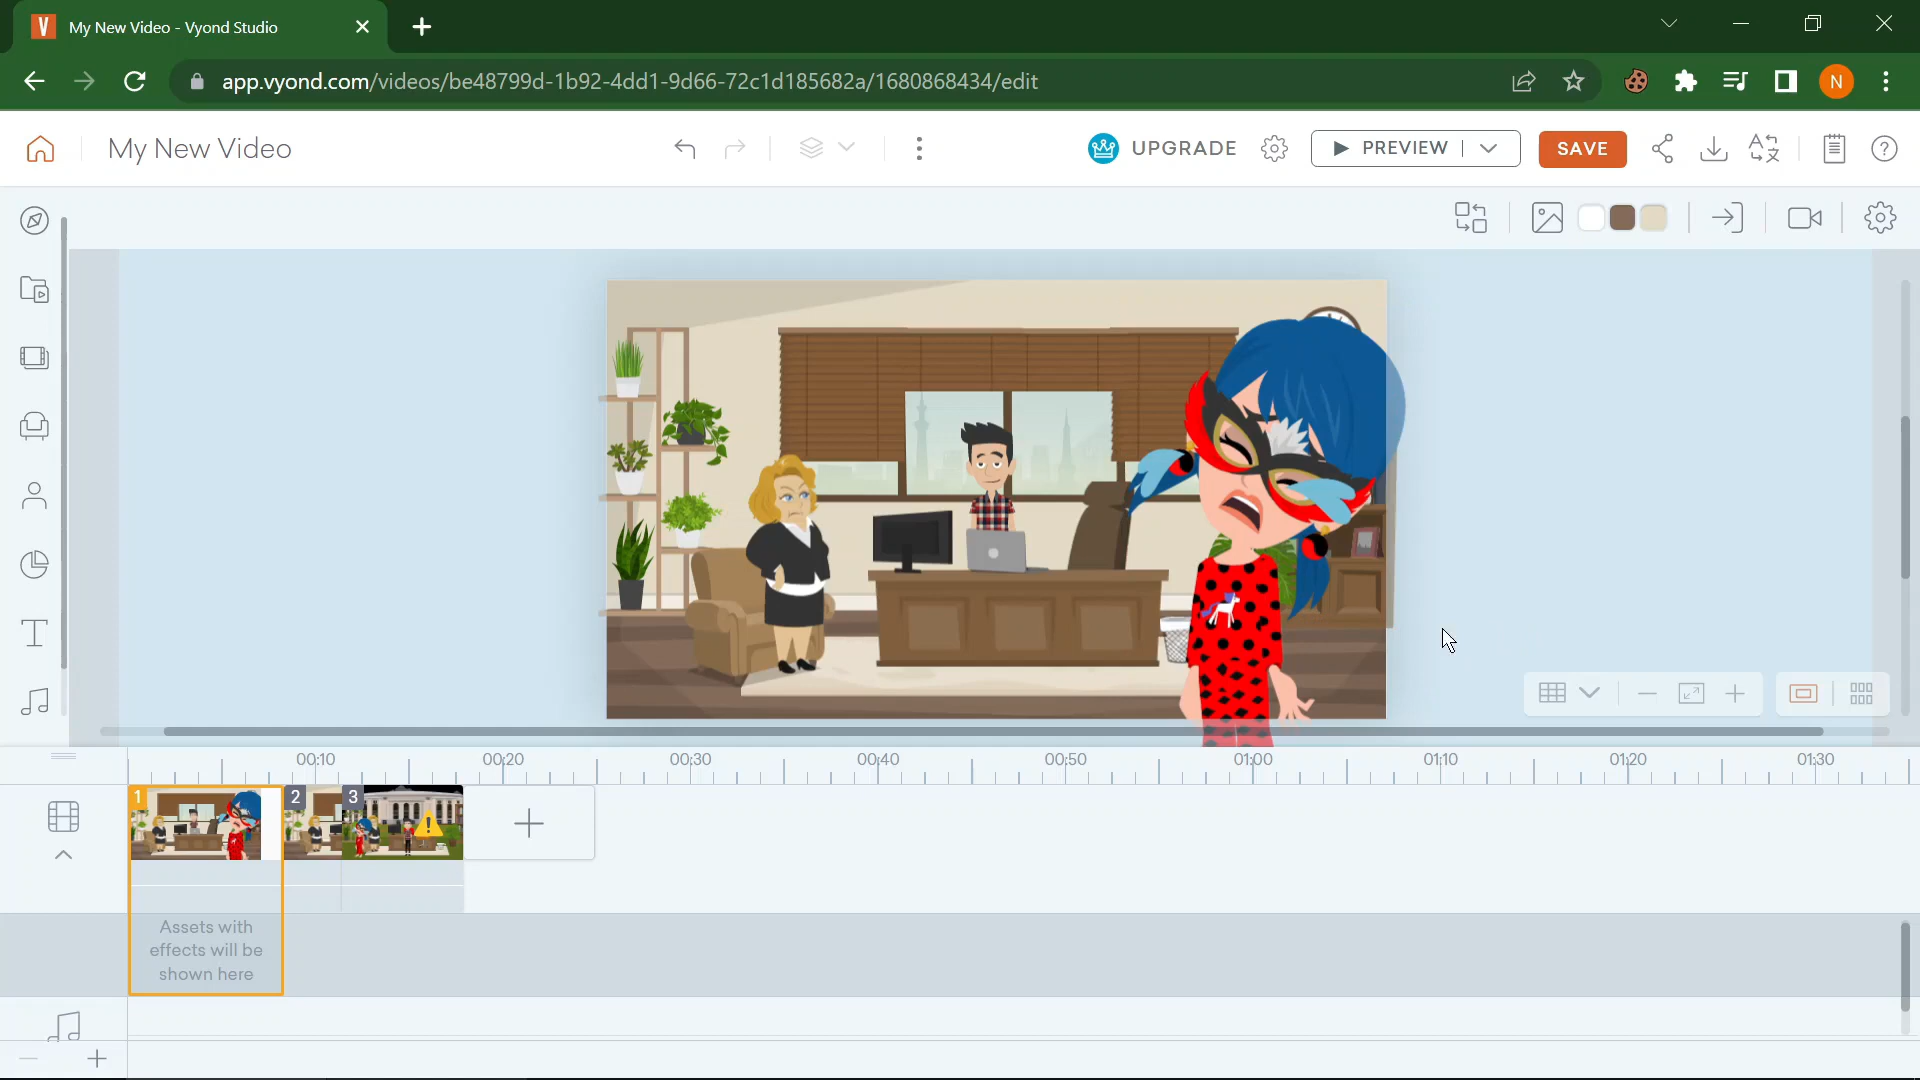 My New Video - Vyond Studio
app.vyond.com/videos/be48799d-1b92-4dd1-9d66-72c1d185682a/1680868434/edit
N
My New Video
UPGRADE
PREVIEW
SAVE
00:10 00:20 00:30 00:40 00:50 01:00 01:10 01:20 01:30
1 2 3
Assets with
effects will be
shown here